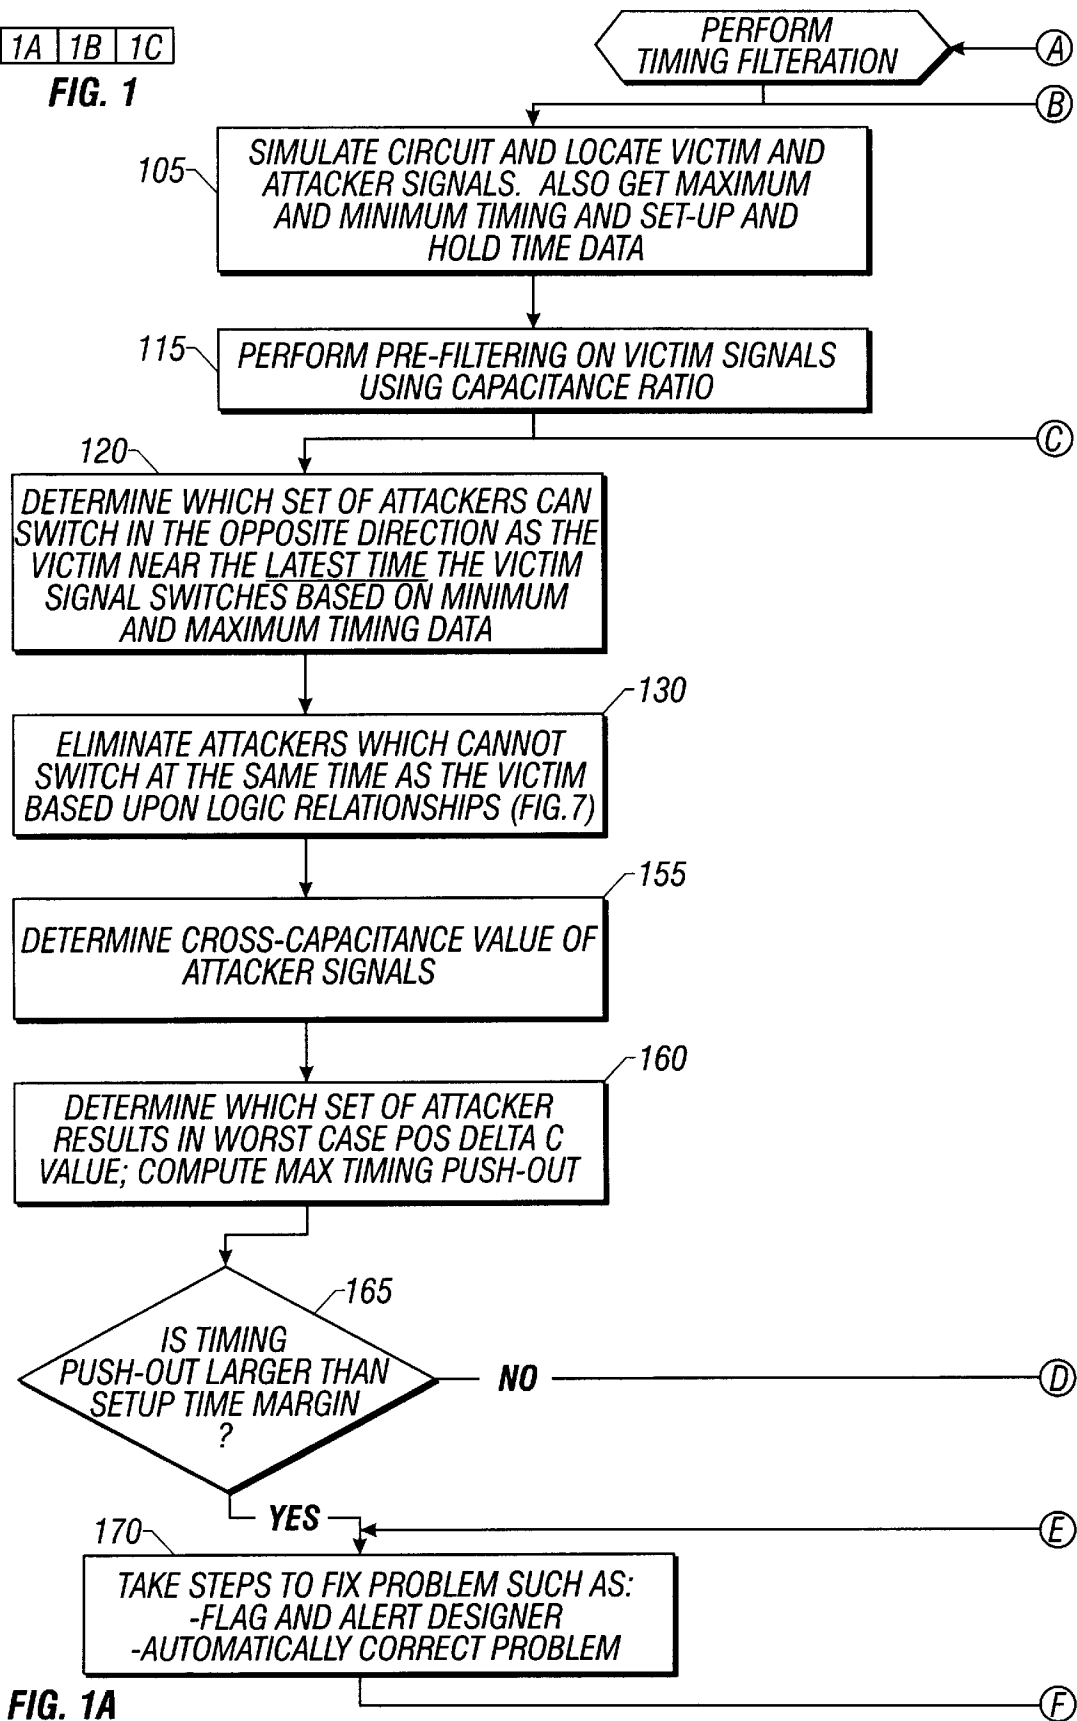 1A 1B 1C
FIG. 1
PERFORM
TIMING FILTERATION
A
B
105
SIMULATE CIRCUIT AND LOCATE VICTIM AND
ATTACKER SIGNALS. ALSO GET MAXIMUM
AND MINIMUM TIMING AND SET-UP AND
HOLD TIME DATA
115
PERFORM PRE-FILTERING ON VICTIM SIGNALS
USING CAPACITANCE RATIO
C
120
DETERMINE WHICH SET OF ATTACKERS CAN
SWITCH IN THE OPPOSITE DIRECTION AS THE
VICTIM NEAR THE LATEST TIME THE VICTIM
SIGNAL SWITCHES BASED ON MINIMUM
AND MAXIMUM TIMING DATA
130
ELIMINATE ATTACKERS WHICH CANNOT
SWITCH AT THE SAME TIME AS THE VICTIM
BASED UPON LOGIC RELATIONSHIPS (FIG.7)
155
DETERMINE CROSS-CAPACITANCE VALUE OF
ATTACKER SIGNALS
160
DETERMINE WHICH SET OF ATTACKER
RESULTS IN WORST CASE POS DELTA C
VALUE; COMPUTE MAX TIMING PUSH-OUT
165
IS TIMING
PUSH-OUT LARGER THAN
SETUP TIME MARGIN
?
NO
D
YES
E
170
TAKE STEPS TO FIX PROBLEM SUCH AS:
-FLAG AND ALERT DESIGNER
-AUTOMATICALLY CORRECT PROBLEM
F
FIG. 1A